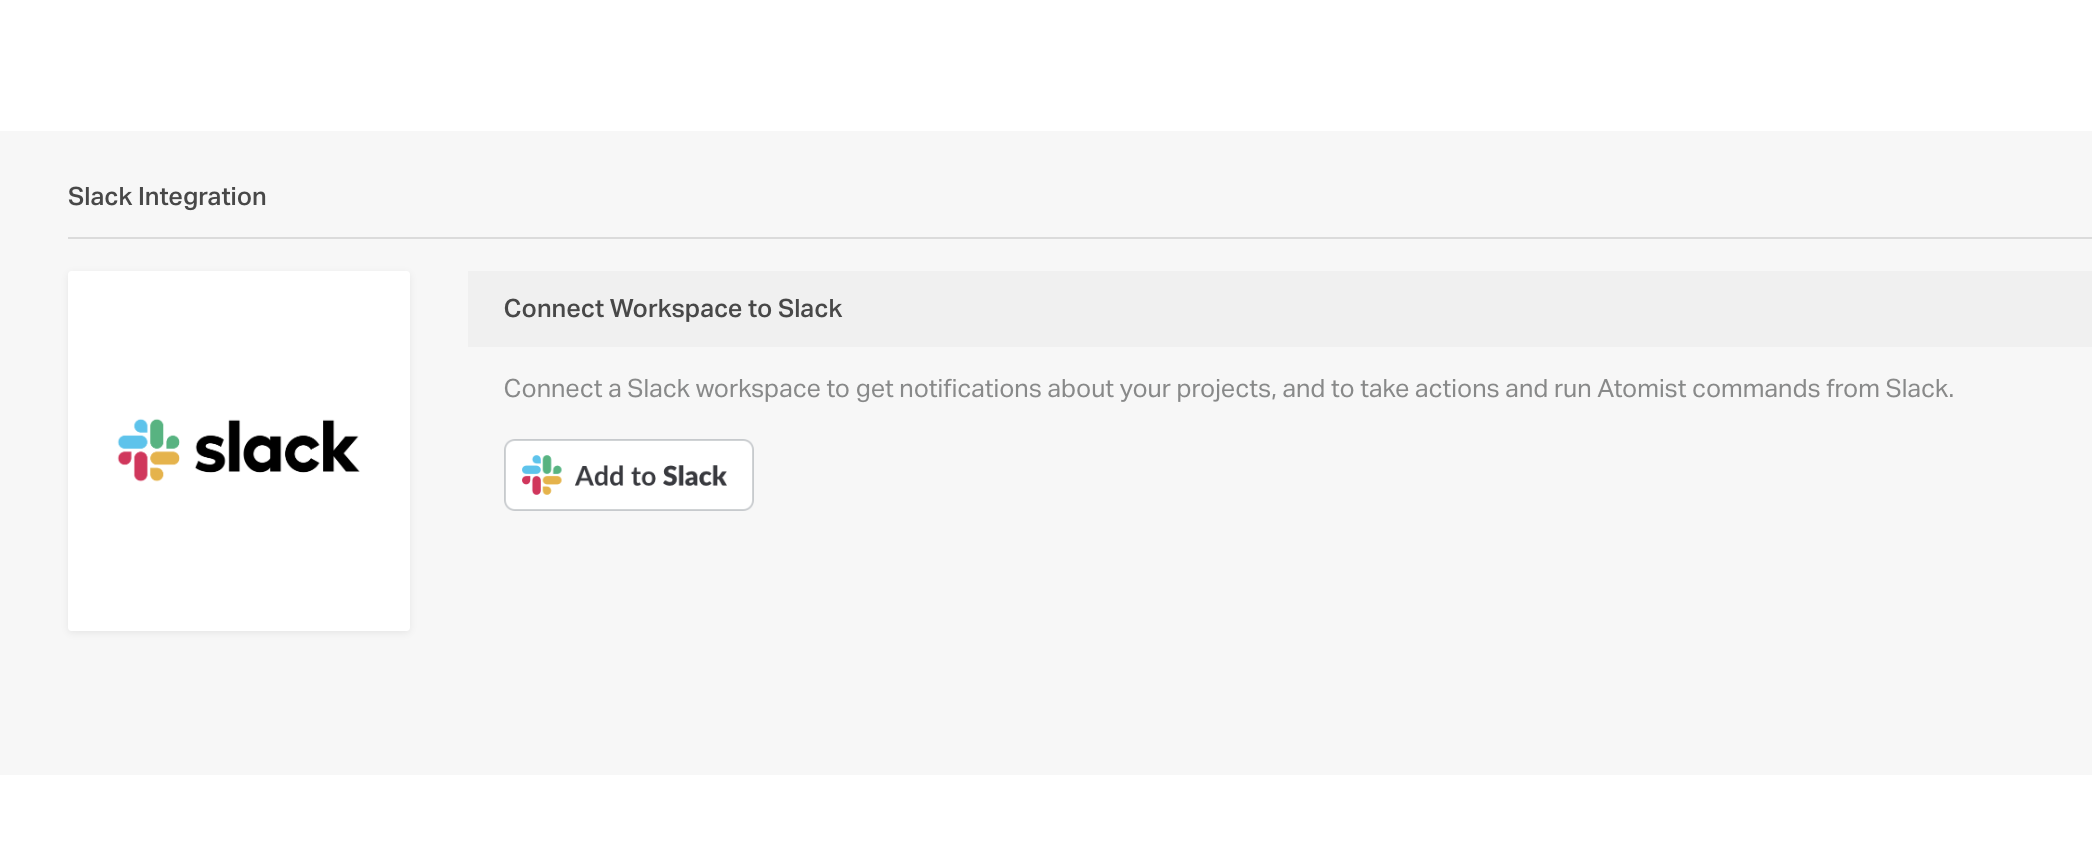 Slack Integration
slack
Connect Workspace to Slack
Connect a Slack workspace to get notifications about your projects, and to take actions and run Atomist commands from Slack.
Add to Slack